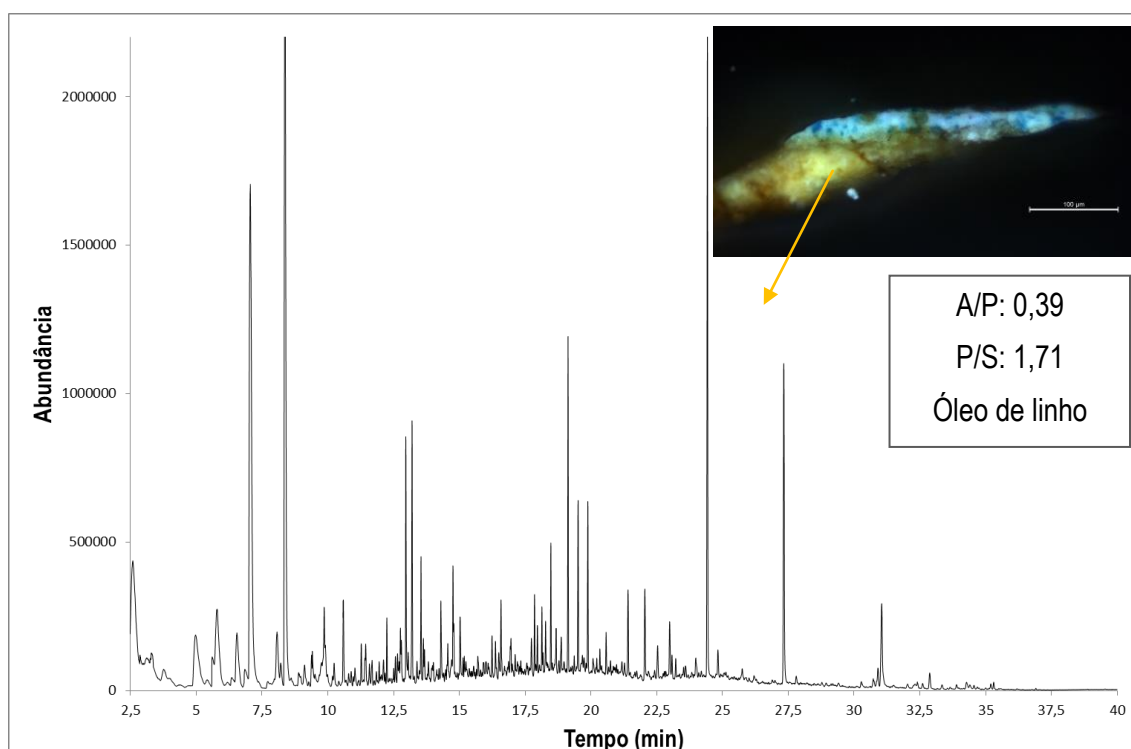 Abundância
2000000
1500000
1000000
500000
0
2,5 5 7,5 10 12,5 15 17,5 20 22,5 25 27,5 30 32,5 35 37,5 40
Tempo (min)
100 µm
A/P: 0,39
P/S: 1,71
Óleo de linho